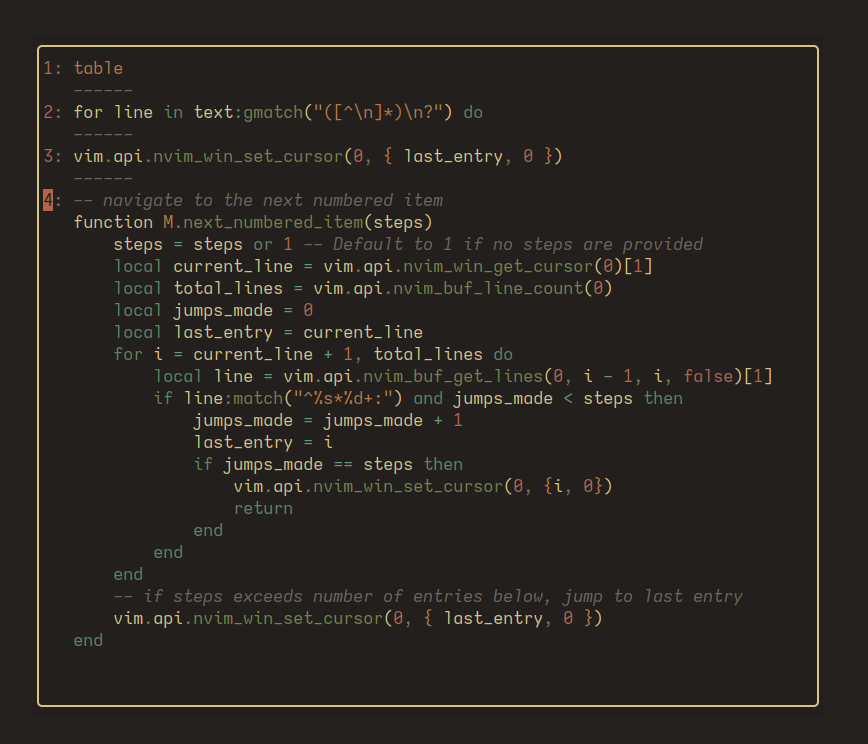 1: table
   ------
2: for line in text:gmatch("([^\n]*)\n?") do
   ------
3: vim.api.nvim_win_set_cursor(0, { last_entry, 0 })
   ------
4: -- navigate to the next numbered item
   function M.next_numbered_item(steps)
       steps = steps or 1 -- Default to 1 if no steps are provided
       local current_line = vim.api.nvim_win_get_cursor(0)[1]
       local total_lines = vim.api.nvim_buf_line_count(0)
       local jumps_made = 0
       local last_entry = current_line
       for i = current_line + 1, total_lines do
           local line = vim.api.nvim_buf_get_lines(0, i - 1, i, false)[1]
           if line:match("^%s*%d+:") and jumps_made < steps then
               jumps_made = jumps_made + 1
               last_entry = i
               if jumps_made == steps then
                   vim.api.nvim_win_set_cursor(0, {i, 0})
                   return
               end
           end
       end
       -- if steps exceeds number of entries below, jump to last entry
       vim.api.nvim_win_set_cursor(0, { last_entry, 0 })
   end